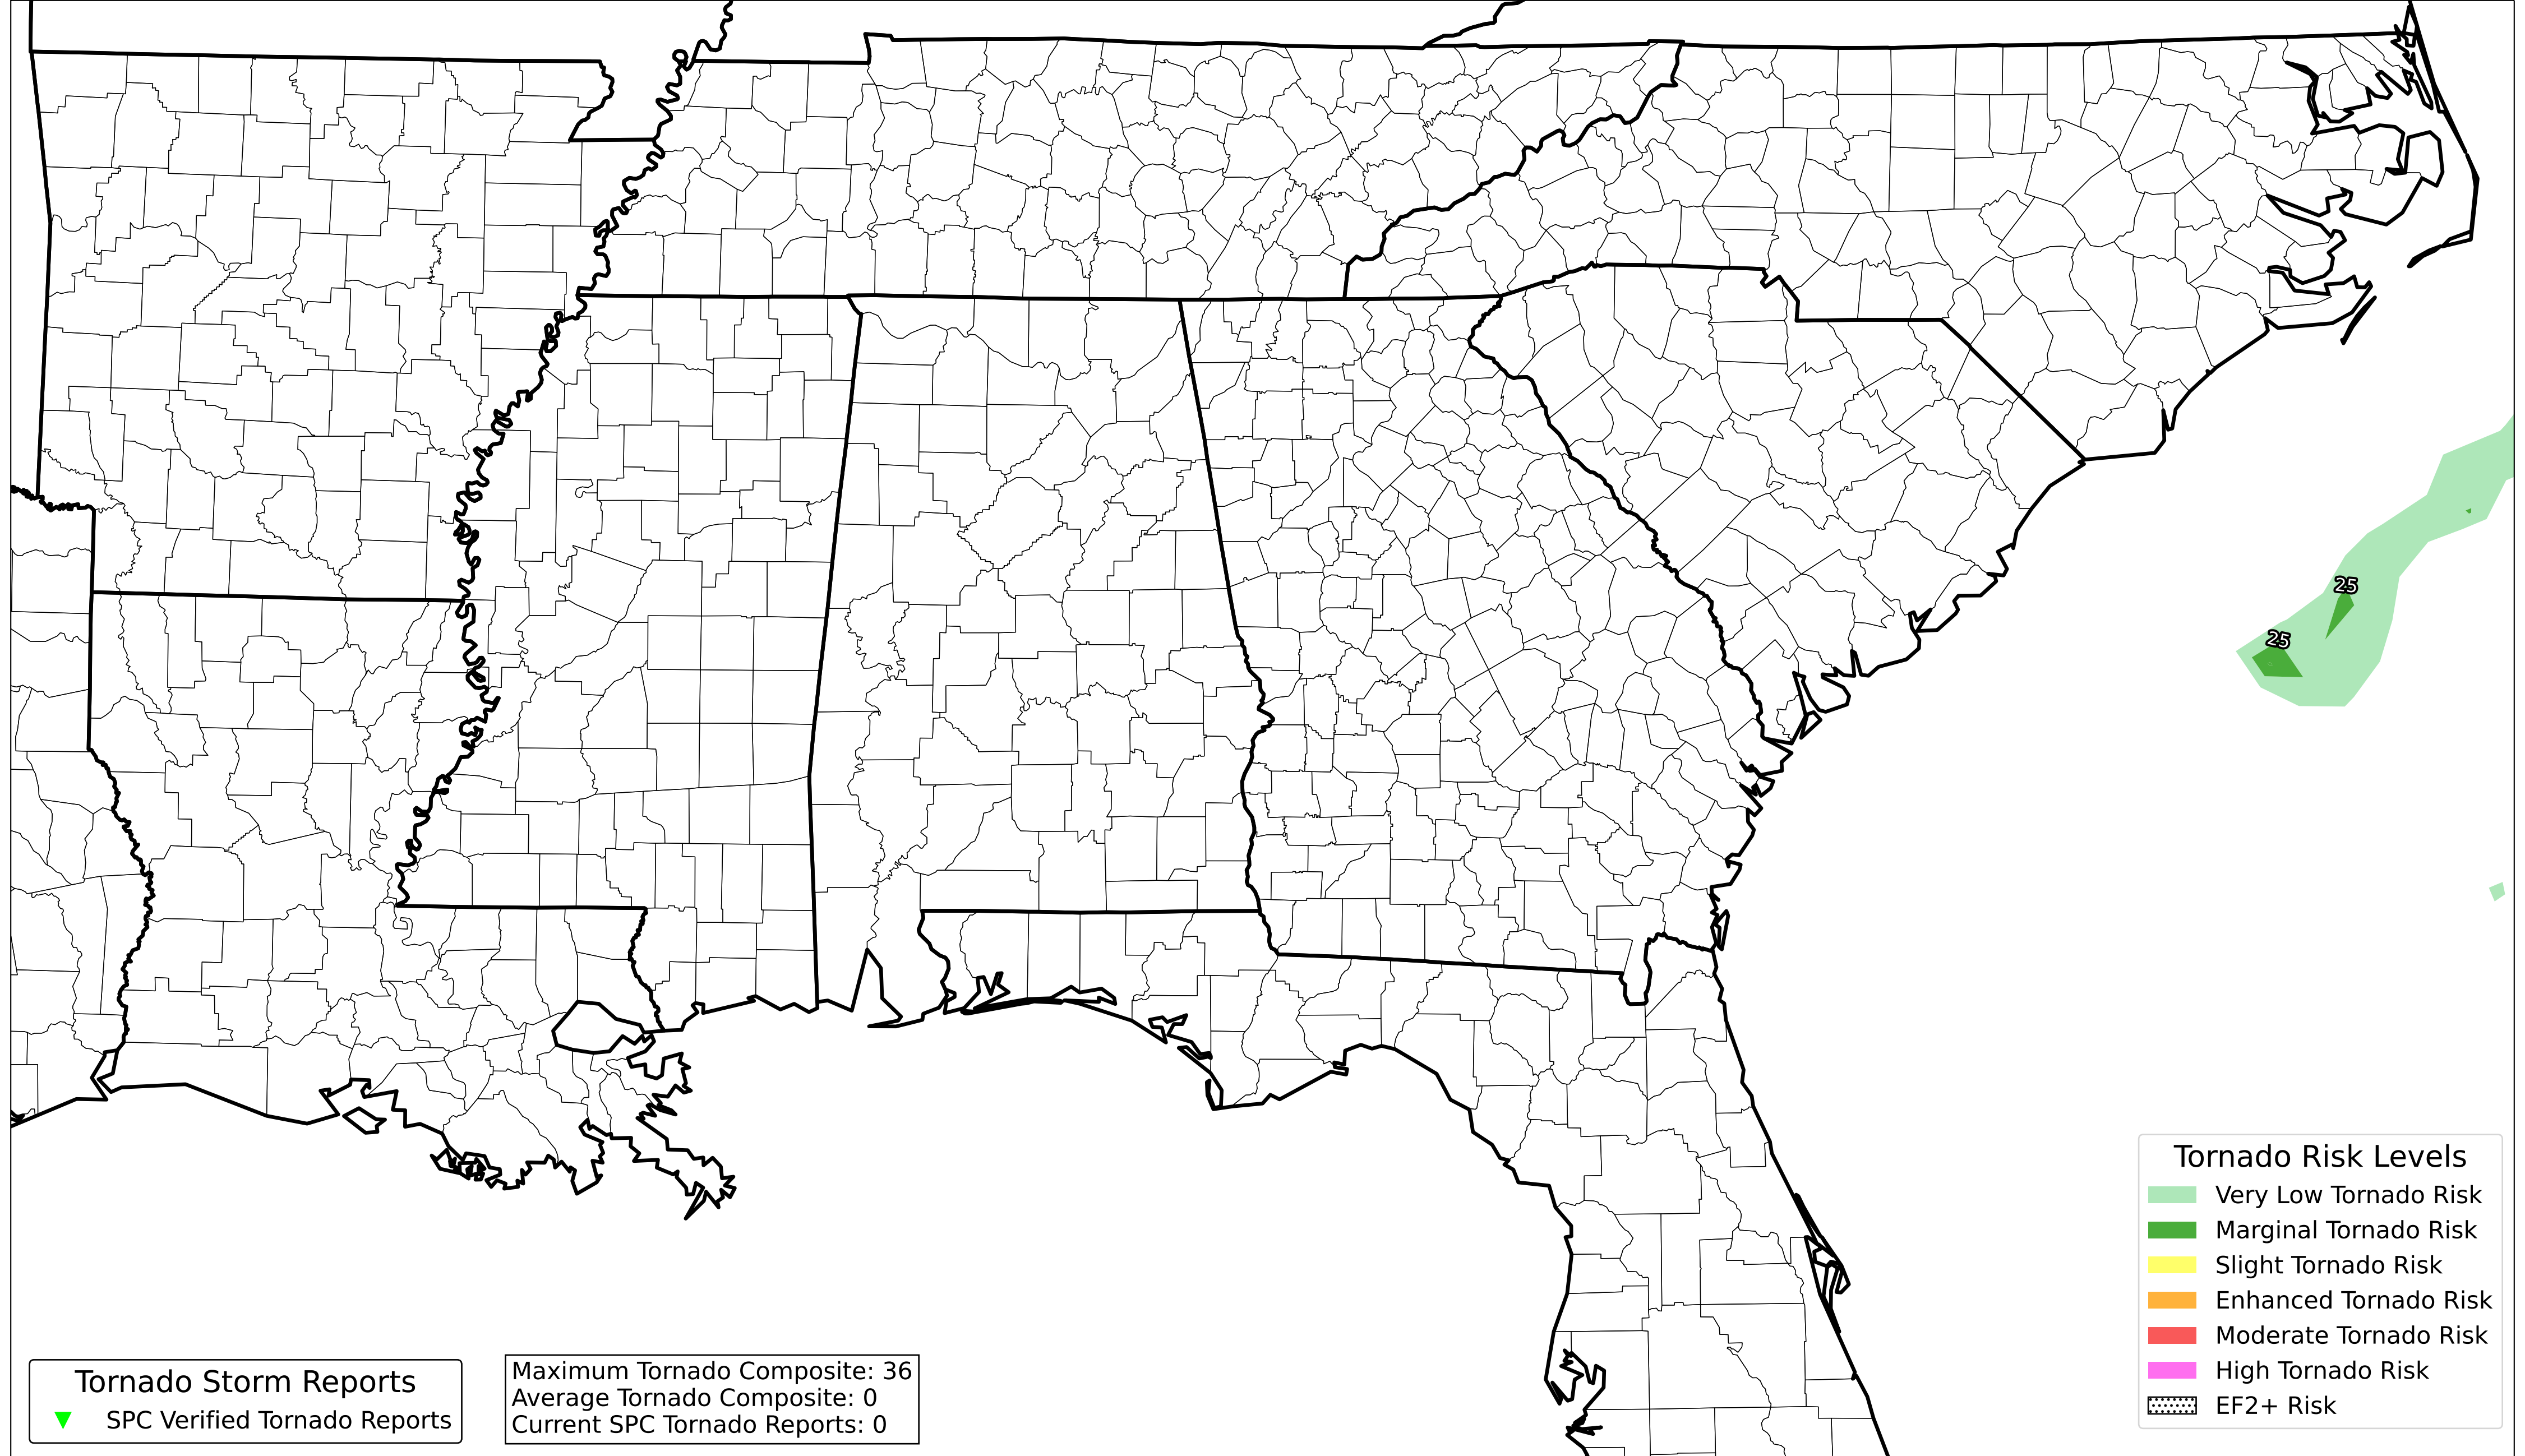 25
25
Tornado Risk Levels
Very Low Tornado Risk
Marginal Tornado Risk
Slight Tornado Risk
Enhanced Tornado Risk
Moderate Tornado Risk
High Tornado Risk
EF2+ Risk
Tornado Storm Reports
SPC Verified Tornado Reports
Maximum Tornado Composite: 36
Average Tornado Composite: 0
Current SPC Tornado Reports: 0